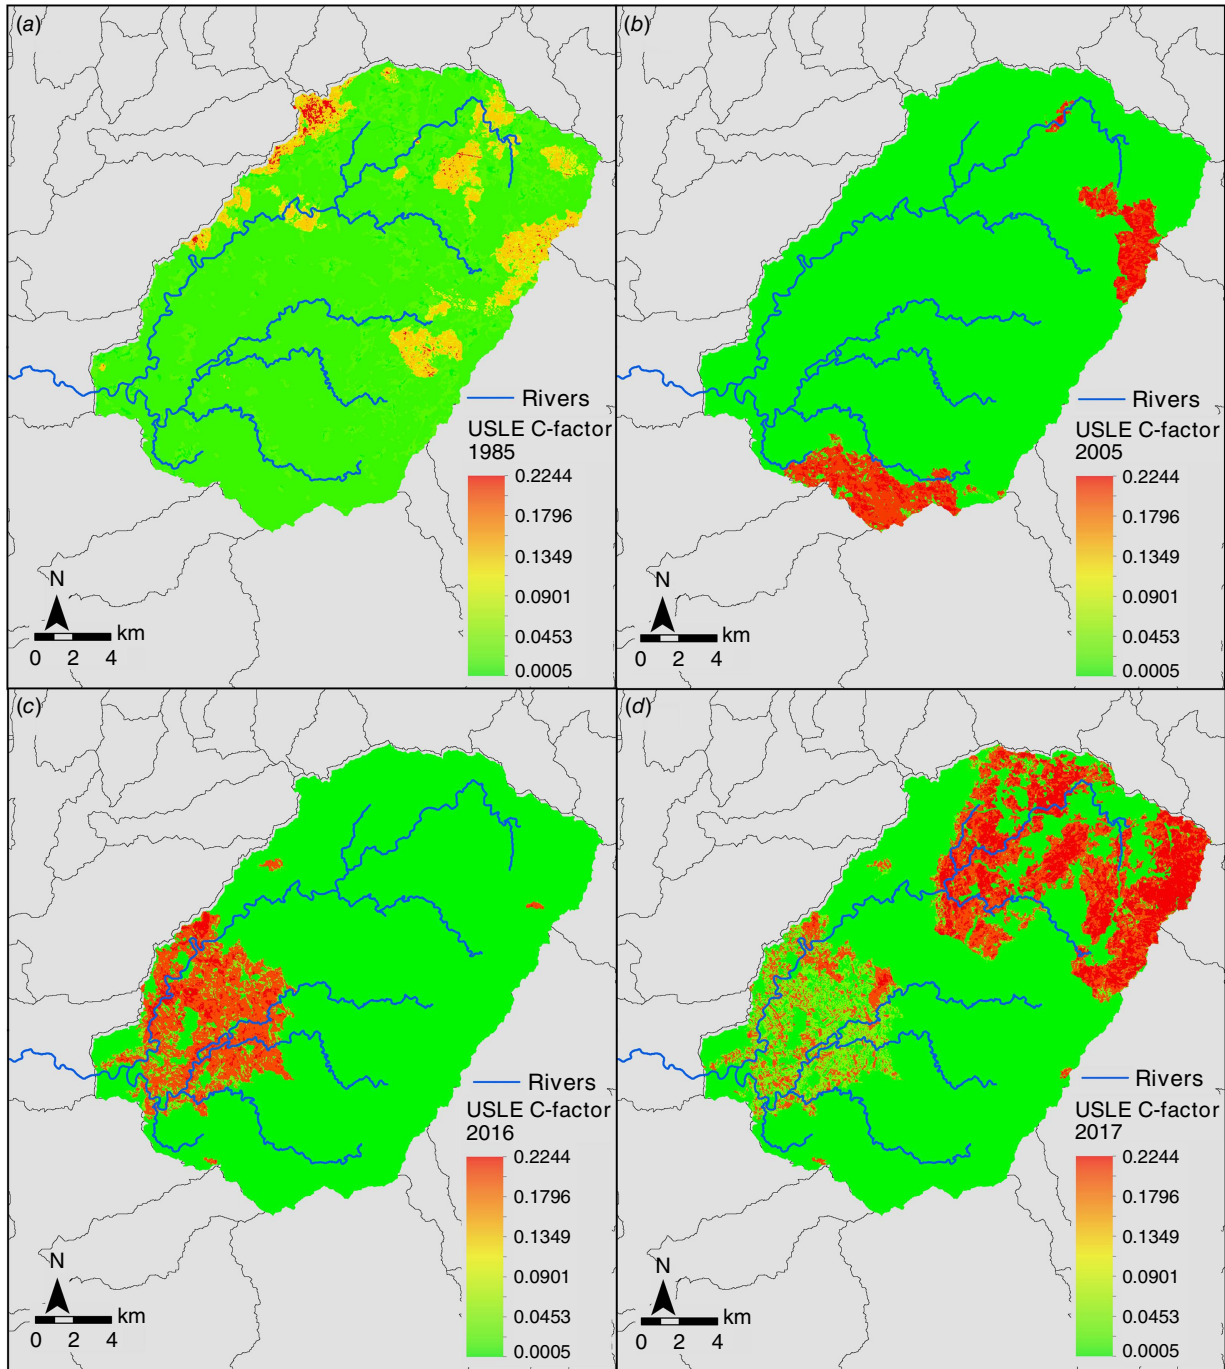 (a)
Rivers
USLE C-factor
1985
0.2244
0.1796
0.1349
0.0901
0.0453
0.0005
N
km
0 2 4
(b)
Rivers
USLE C-factor
2005
0.2244
0.1796
0.1349
0.0901
0.0453
0.0005
N
km
0 2 4
(c)
Rivers
USLE C-factor
2016
0.2244
0.1796
0.1349
0.0901
0.0453
0.0005
N
km
0 2 4
(d)
Rivers
USLE C-factor
2017
0.2244
0.1796
0.1349
0.0901
0.0453
0.0005
N
km
0 2 4